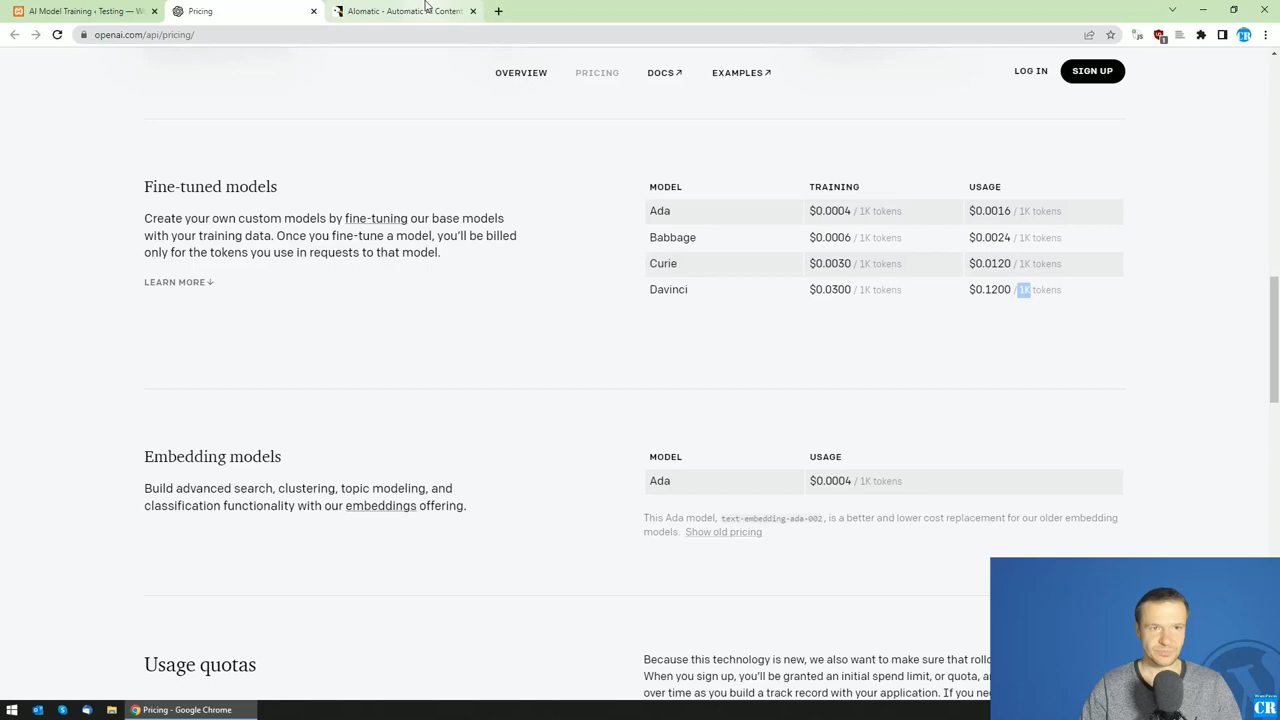 AI Model Training ‹ Testing — W
Pricing
AIomatic - Automatic AI Content
openai.com/api/pricing/
OVERVIEW
PRICING
DOCS↗
EXAMPLES↗
LOG IN
SIGN UP
Fine-tuned models
Create your own custom models by fine-tuning our base models
with your training data. Once you fine-tune a model, you'll be billed
only for the tokens you use in requests to that model.
LEARN MORE↓
MODEL TRAINING USAGE
Ada $0.0004 / 1K tokens $0.0016 / 1K tokens
Babbage $0.0006 / 1K tokens $0.0024 / 1K tokens
Curie $0.0030 / 1K tokens $0.0120 / 1K tokens
Davinci $0.0300 / 1K tokens $0.1200 / 1K tokens
Embedding models
Build advanced search, clustering, topic modeling, and
classification functionality with our embeddings offering.
MODEL USAGE
Ada $0.0004 / 1K tokens
This Ada model, text-embedding-ada-002, is a better and lower cost replacement for our older embedding
models. Show old pricing
Usage quotas
Because this technology is new, we also want to make sure that rollo
When you sign up, you'll be granted an initial spend limit, or quota, an
over time as you build a track record with your application. If you nee
Pricing - Google Chrome
CR